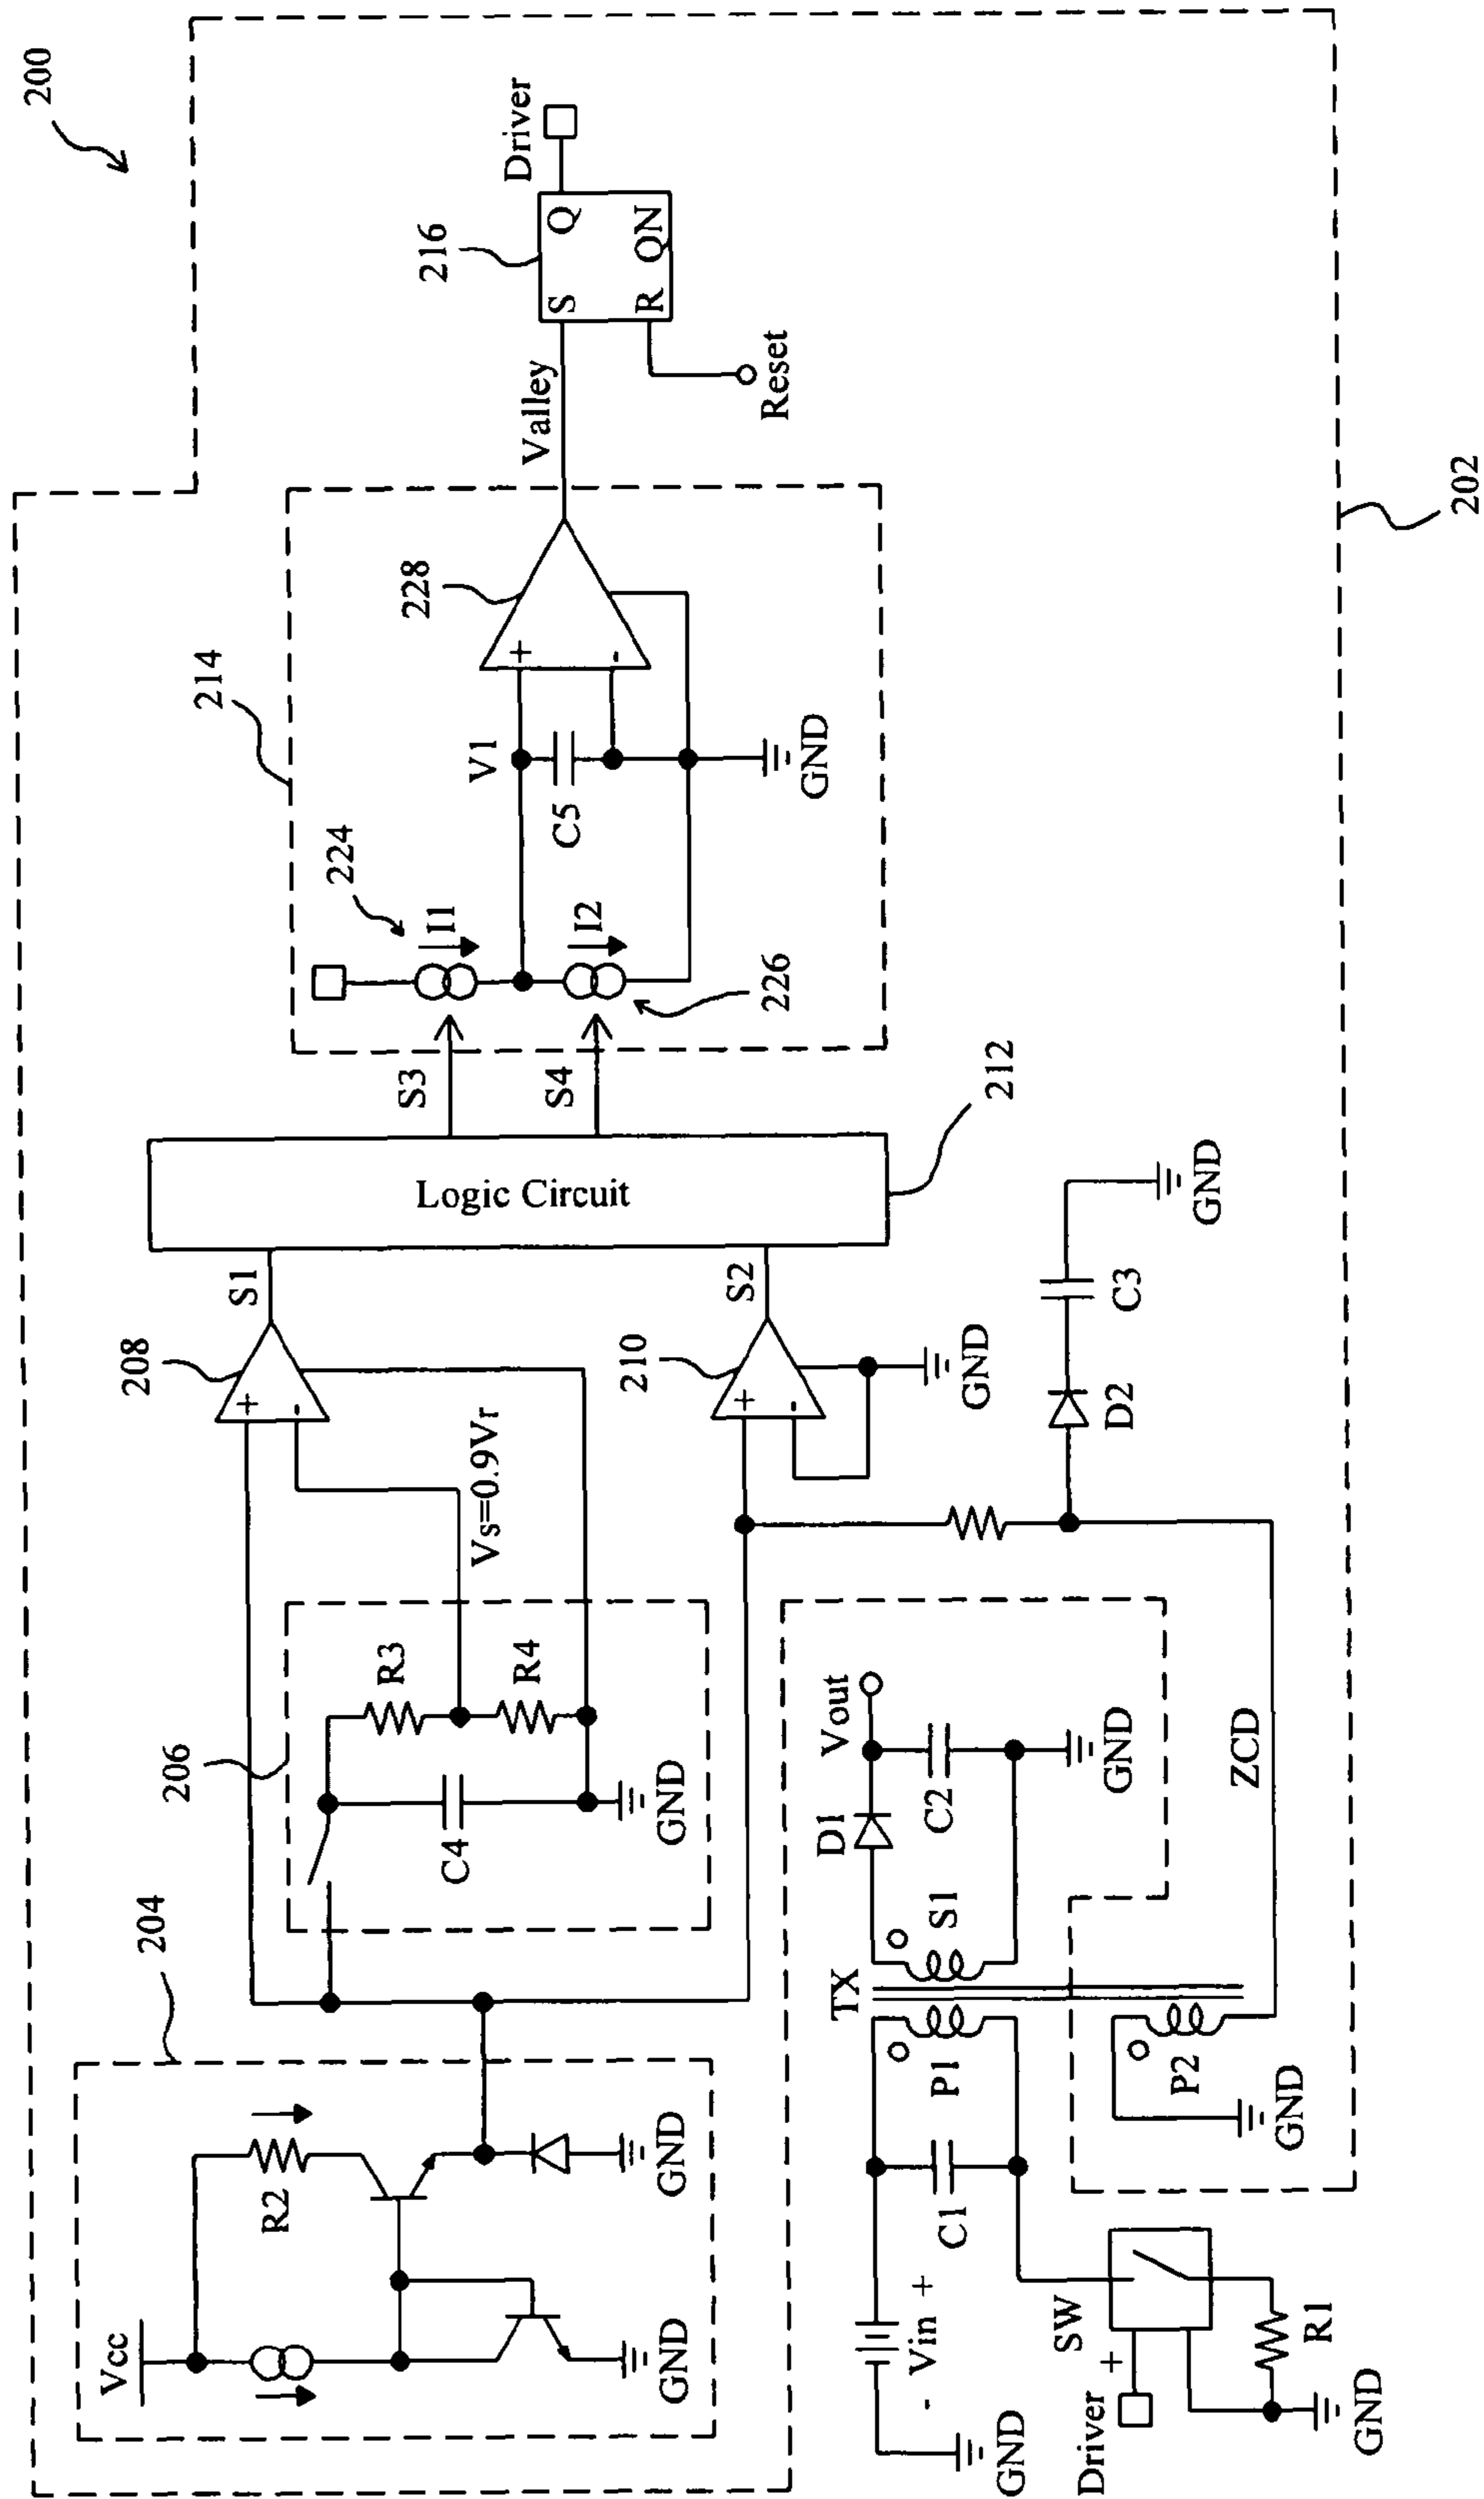 200
204
Vcc
R2
GND
GND
206
R3
R4
C4
GND
Vs=0.9Vr
208
+
-
S1
210
+
-
S2
GND
Logic Circuit
212
S3
S4
214
224
I1
I2
226
V1
C5
GND
228
+
-
Valley
216
S Q
R QN
Driver
Reset
202
GND
- Vin +
C1
TX
P1
S1
D1
Vout
C2
GND
P2
GND
ZCD
D2
C3
GND
Driver
+
SW
R1
GND